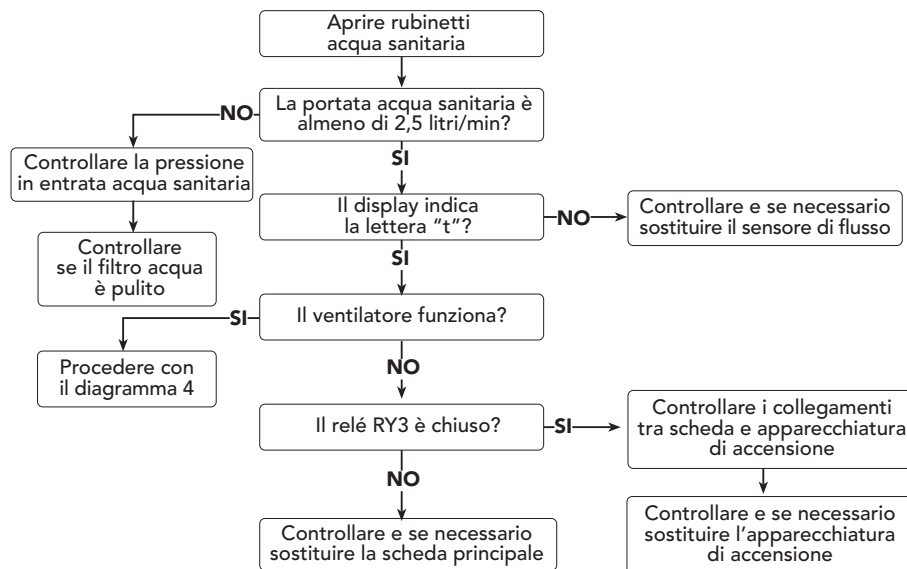 Aprire rubinetti
acqua sanitaria
NO
La portata acqua sanitaria è
almeno di 2,5 litri/min?
SI
Controllare la pressione
in entrata acqua sanitaria
Il display indica
la lettera “t”?
NO
Controllare e se necessario
sostituire il sensore di flusso
Controllare
se il filtro acqua
è pulito
SI
SI
Il ventilatore funziona?
Procedere con
il diagramma 4
NO
Il relé RY3 è chiuso?
SI
Controllare i collegamenti
tra scheda e apparecchiatura
di accensione
NO
Controllare e se necessario
sostituire la scheda principale
Controllare e se necessario
sostituire l’apparecchiatura
di accensione